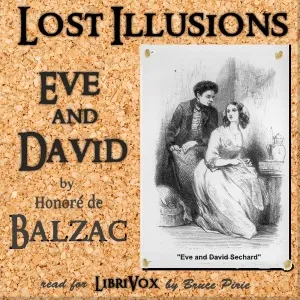 LOST ILLUSIONS
EVE
AND
DAVID
by
Honoré de
BALZAC
"Eve and David Sechard"
read for LIBRIVOX by Bruce Pirie